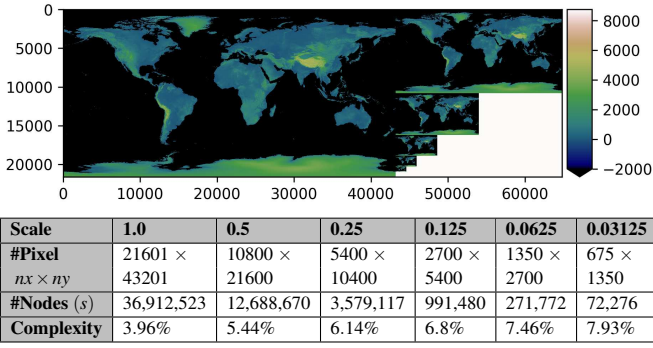 0
5000
10000
15000
20000
0 10000 20000 30000 40000 50000 60000
8000
6000
4000
2000
0
−2000
Scale 1.0 0.5 0.25 0.125 0.0625 0.03125
#Pixel 21601 × 10800 × 5400 × 2700 × 1350 × 675 ×
nx × ny 43201 21600 10400 5400 2700 1350
#Nodes (s) 36,912,523 12,688,670 3,579,117 991,480 271,772 72,276
Complexity 3.96% 5.44% 6.14% 6.8% 7.46% 7.93%